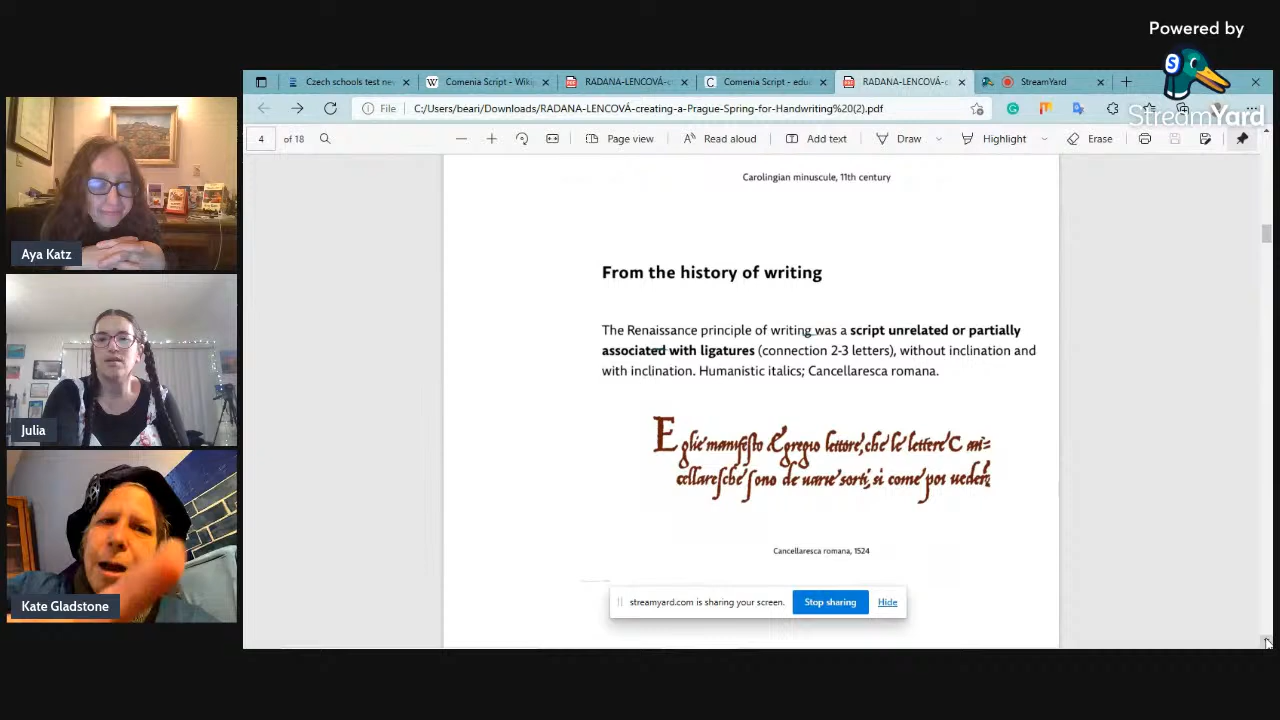 Powered by
StreamYard
Czech schools test ne
Comenia Script - Wiki
RADANA-LENCOVÁ-c
Comenia Script - edu
RADANA-LENCOVÁ-c
StreamYard
File
C:/Users/beari/Downloads/RADANA-LENCOVÁ-creating-a-Prague-Spring-for-Handwriting%20(2).pdf
4 of 18
Page view
Read aloud
Add text
Draw
Highlight
Erase
Carolingian minuscule, 11th century
From the history of writing
The Renaissance principle of writing was a script unrelated or partially
associated with ligatures (connection 2-3 letters), without inclination and
with inclination. Humanistic italics; Cancellaresca romana.
Eglie manifesto egregio lettore, che le lettere Can=
cellaresche sono de uarie sorti, si come poi
Cancellaresca romana, 1524
streamyard.com is sharing your screen.
Stop sharing
Hide
Aya Katz
Julia
Kate Gladstone